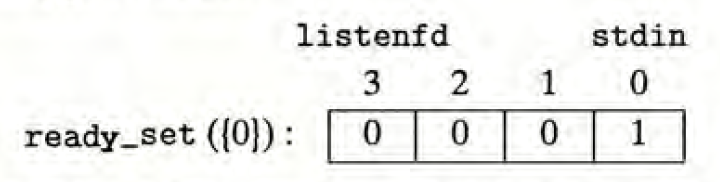 listenfd stdin
3 2 1 0
ready_set ({0}): 0 0 0 1